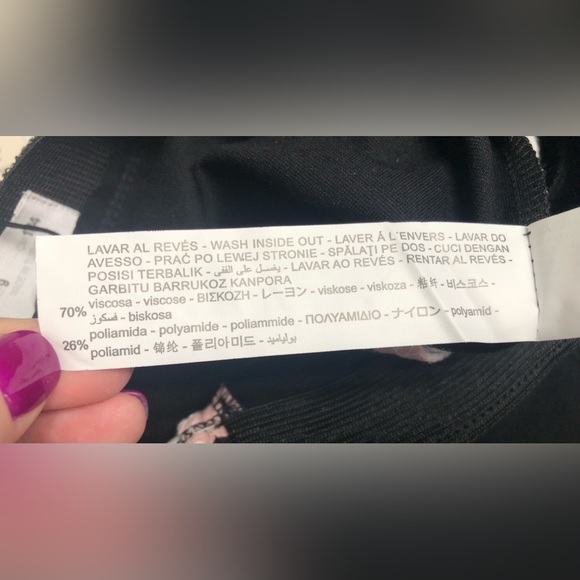 LAVAR AL REVÉS - WASH INSIDE OUT - LAVER Á L´ENVERS - LAVAR DO
AVESSO - PRAĆ PO LEWEJ STRONIE - SPĂLAȚI PE DOS - CUCI DENGAN
POSISI TERBALIK - يغسل على القفى - LAVAR AO REVÉS - RENTAR AL REVÉS -
GARBITU BARRUKOZ KANPORA
70% viscosa - viscose - ΒΙΣΚΟΖΗ - レーヨン - viskose - viskoza - 粘纤 - 비스코스 -
فسكوز - biskosa
26% poliamida - polyamide - poliammide - ΠΟΛΥΑΜΙΔΙΟ - ナイロン - polyamid -
poliamid - 锦纶 - 폴리아미드 - بولياميد